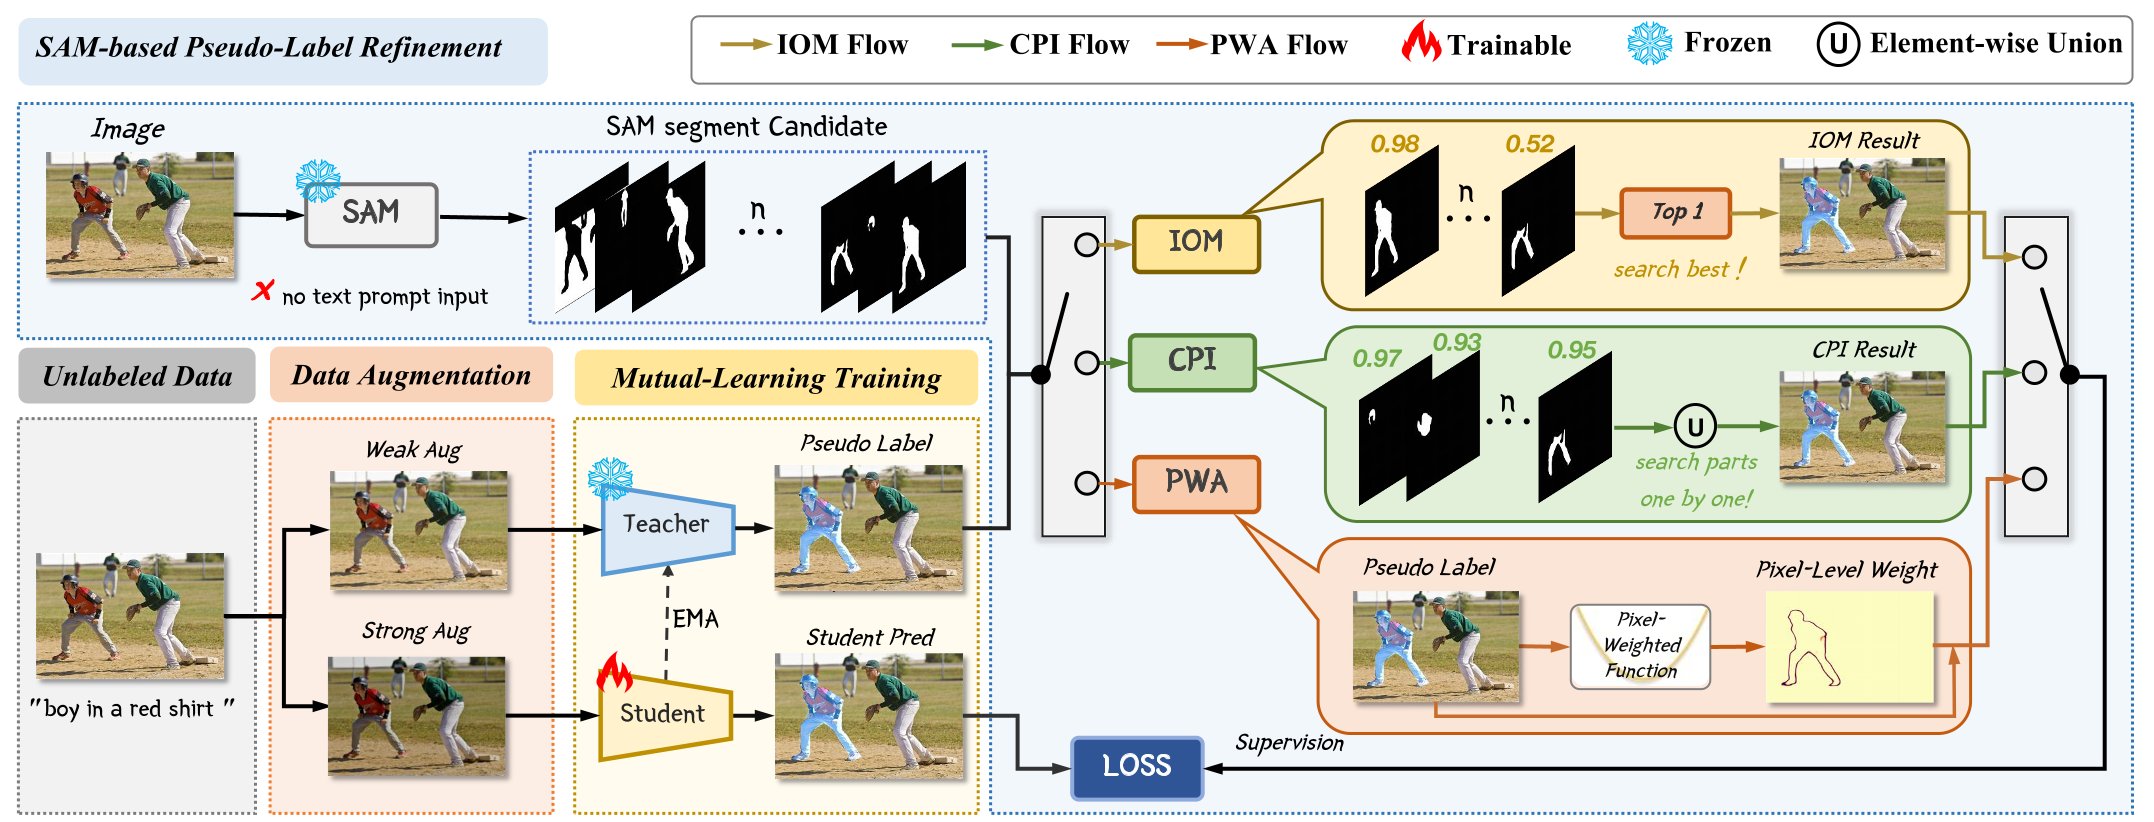 SAM-based Pseudo-Label Refinement
IOM Flow
CPI Flow
PWA Flow
Trainable
Frozen
U
Element-wise Union
Image
SAM
no text prompt input
SAM segment Candidate
n
...
IOM
0.98
n
...
0.52
Top 1
search best !
IOM Result
CPI
0.97
0.93
n
...
0.95
U
search parts
one by one!
CPI Result
PWA
Pseudo Label
Pixel-
Weighted
Function
Pixel-Level Weight
Unlabeled Data
"boy in a red shirt "
Data Augmentation
Weak Aug
Strong Aug
Mutual-Learning Training
Teacher
Pseudo Label
EMA
Student
Student Pred
LOSS
Supervision